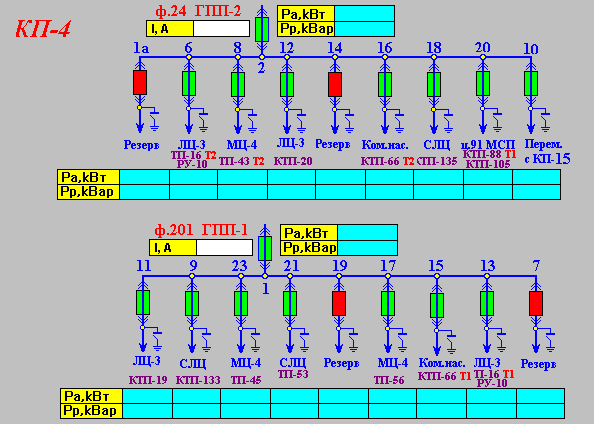 КП-4
ф.24 ГПП-2
I, А
Ра,кВт
Рр,кВар
1а 6 8 2 12 14 16 18 20 10
Резерв
ЛЦ-3
ТП-16 Т2
РУ-10
МЦ-4
ТП-43 Т2
ЛЦ-3
КТП-20
Резерв
Ком.нас.
КТП-66 Т2
СЛЦ
СТП-135
ц.91 МСП
КТП-88 Т1
КТП-105
Перем.
с КП-15
Ра,кВт
Рр,кВар
ф.201 ГПП-1
I, А
Ра,кВт
Рр,кВар
11 9 23 1 21 19 17 15 13 7
ЛЦ-3
КТП-19
СЛЦ
КТП-133
МЦ-4
ТП-45
СЛЦ
ТП-53
Резерв
МЦ-4
ТП-56
Ком.нас.
КТП-66 Т1
ЛЦ-3
П-16 Т1
РУ-10
Резерв
Ра,кВт
Рр,кВар